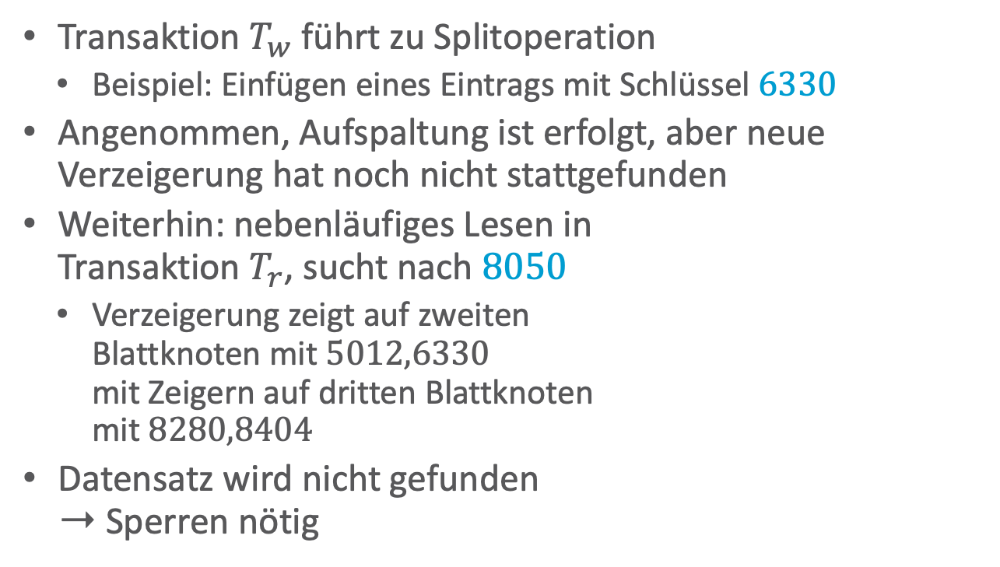 • Transaktion T_w führt zu Splitoperation
• Beispiel: Einfügen eines Eintrags mit Schlüssel 6330
• Angenommen, Aufspaltung ist erfolgt, aber neue
Verzeigerung hat noch nicht stattgefunden
• Weiterhin: nebenläufiges Lesen in
Transaktion T_r, sucht nach 8050
• Verzeigerung zeigt auf zweiten
Blattknoten mit 5012,6330
mit Zeigern auf dritten Blattknoten
mit 8280,8404
• Datensatz wird nicht gefunden
→ Sperren nötig